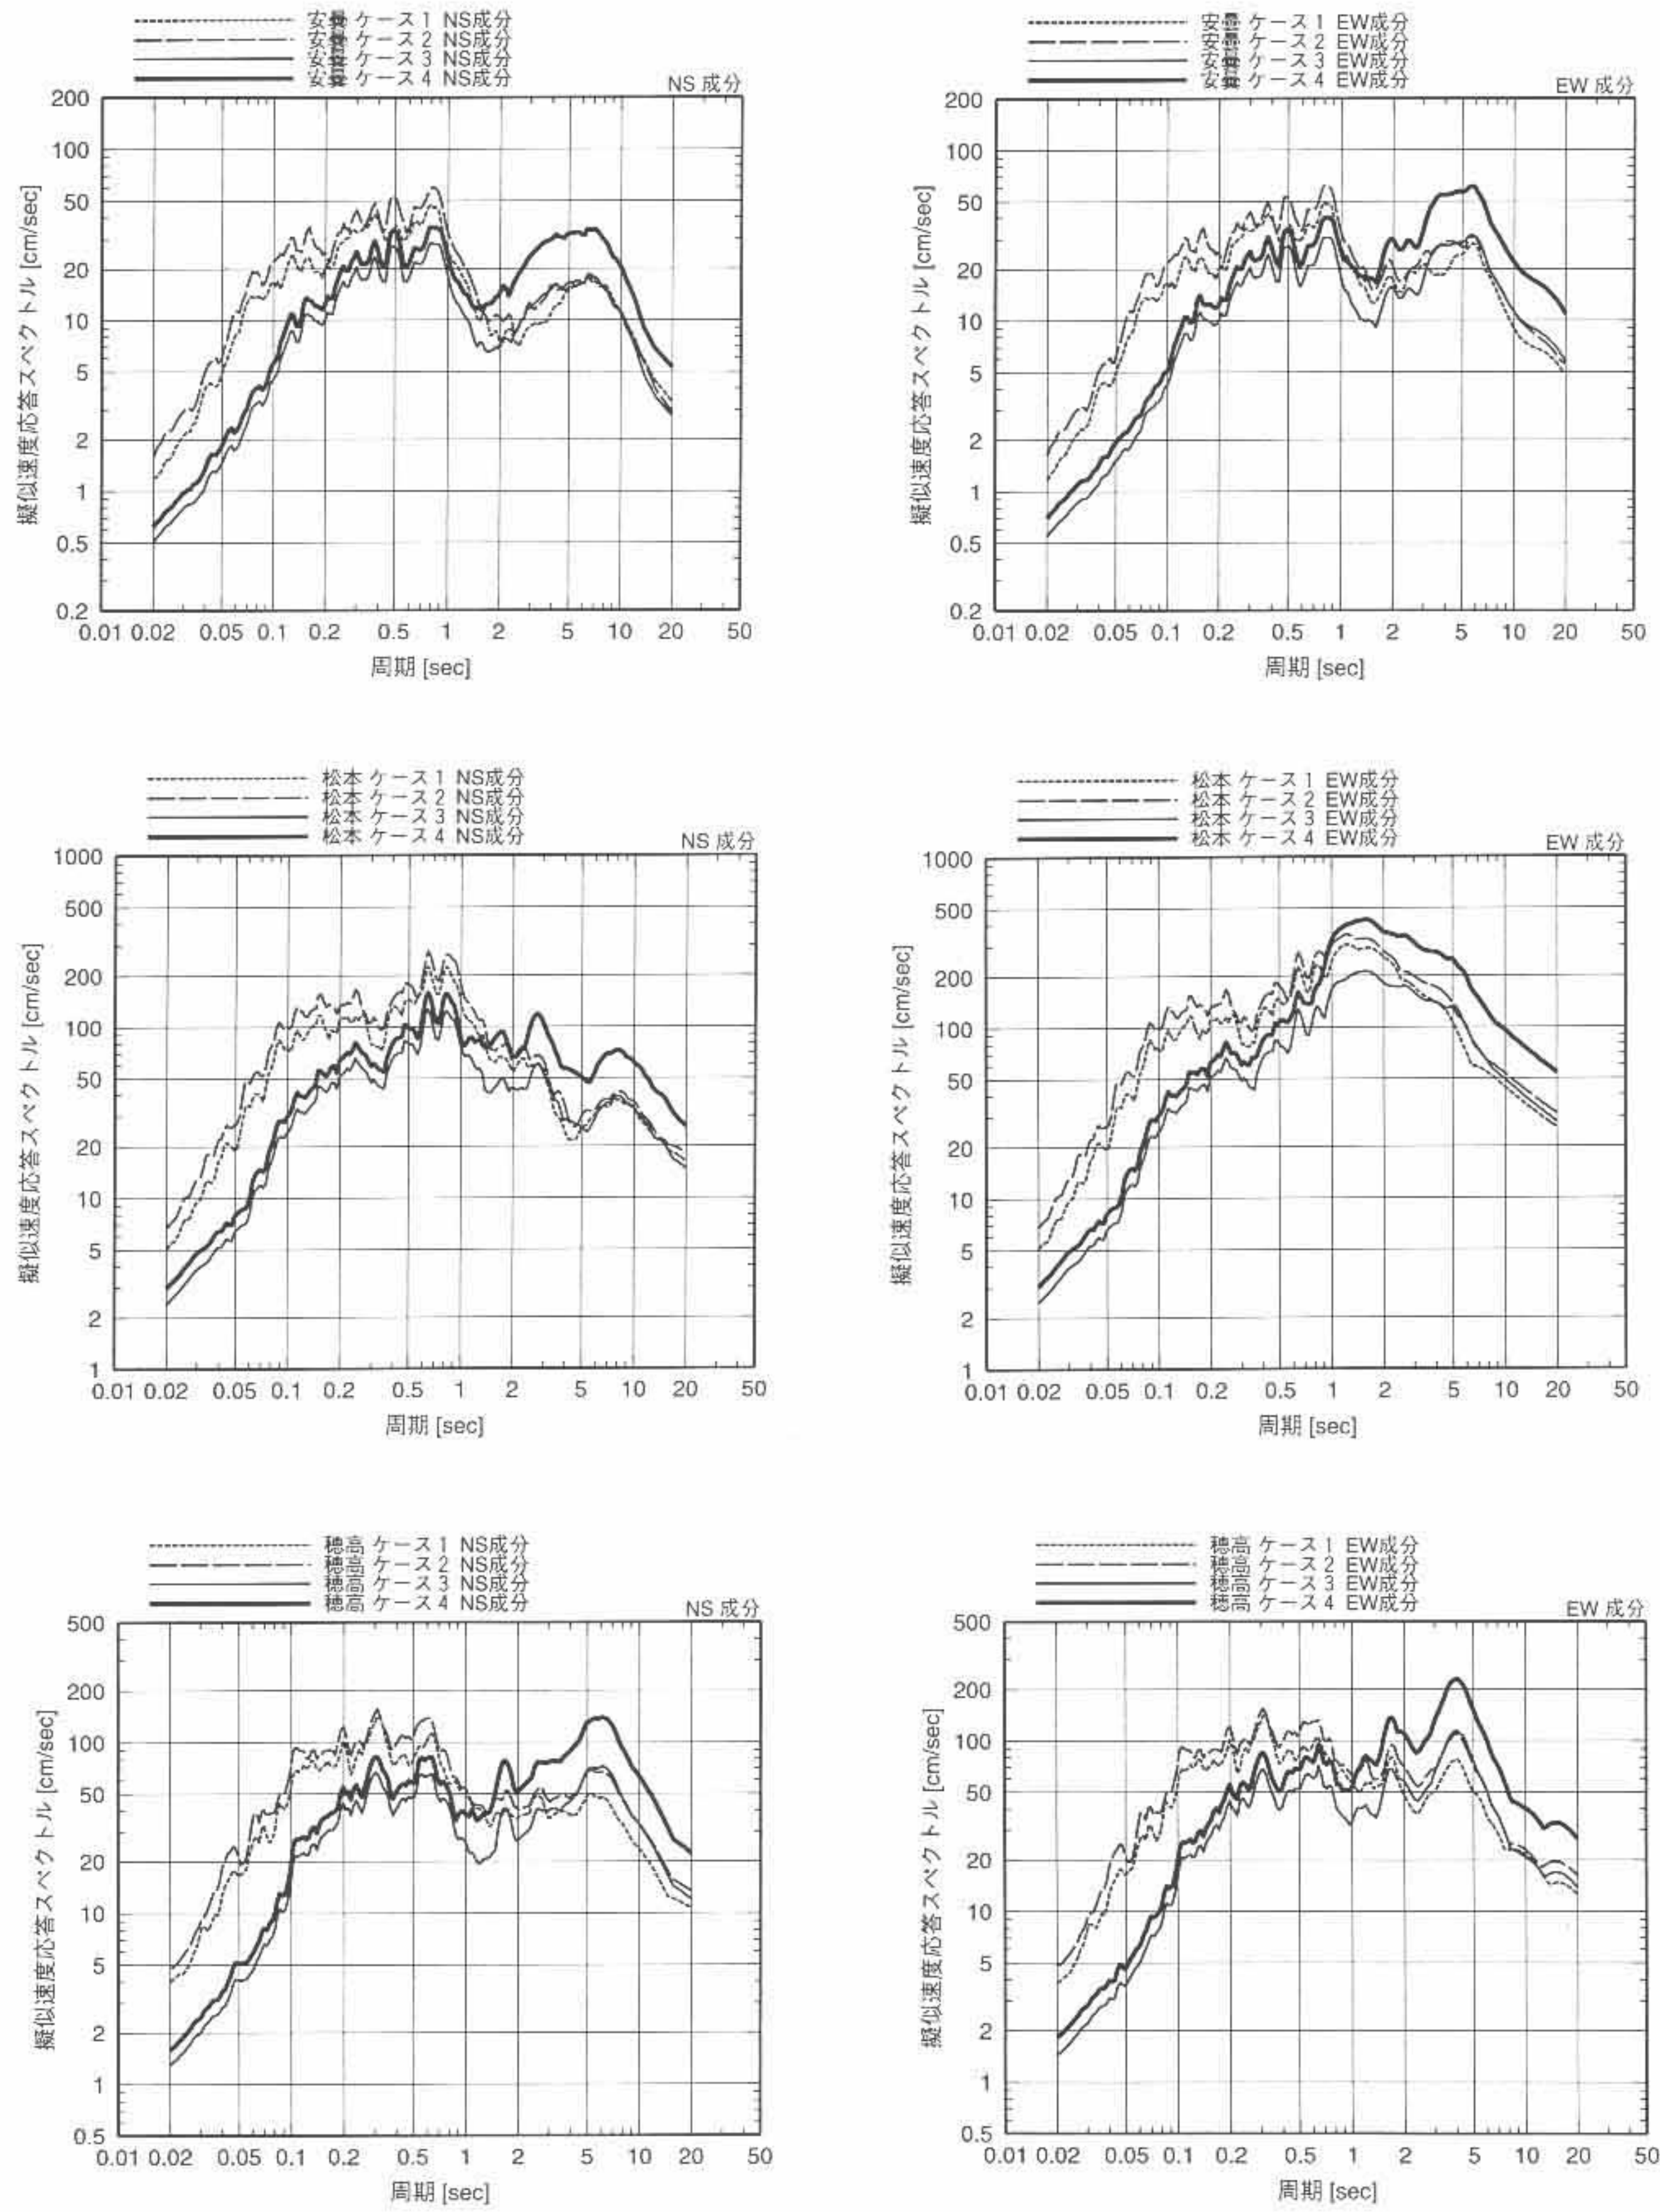 安曇 ケース1 NS成分
安曇 ケース2 NS成分
安曇 ケース3 NS成分
安曇 ケース4 NS成分
NS 成分
200
100
50
20
10
5
2
1
0.5
0.2
擬似速度応答スペクトル [cm/sec]
0.01 0.02 0.05 0.1 0.2 0.5 1 2 5 10 20 50
周期 [sec]
安曇 ケース1 EW成分
安曇 ケース2 EW成分
安曇 ケース3 EW成分
安曇 ケース4 EW成分
EW 成分
200
100
50
20
10
5
2
1
0.5
0.2
擬似速度応答スペクトル [cm/sec]
0.01 0.02 0.05 0.1 0.2 0.5 1 2 5 10 20 50
周期 [sec]
松本 ケース1 NS成分
松本 ケース2 NS成分
松本 ケース3 NS成分
松本 ケース4 NS成分
NS 成分
1000
500
200
100
50
20
10
5
2
1
擬似速度応答スペクトル [cm/sec]
0.01 0.02 0.05 0.1 0.2 0.5 1 2 5 10 20 50
周期 [sec]
松本 ケース1 EW成分
松本 ケース2 EW成分
松本 ケース3 EW成分
松本 ケース4 EW成分
EW 成分
1000
500
200
100
50
20
10
5
2
1
擬似速度応答スペクトル [cm/sec]
0.01 0.02 0.05 0.1 0.2 0.5 1 2 5 10 20 50
周期 [sec]
穂高 ケース1 NS成分
穂高 ケース2 NS成分
穂高 ケース3 NS成分
穂高 ケース4 NS成分
NS 成分
500
200
100
50
20
10
5
2
1
0.5
擬似速度応答スペクトル [cm/sec]
0.01 0.02 0.05 0.1 0.2 0.5 1 2 5 10 20 50
周期 [sec]
穂高 ケース1 EW成分
穂高 ケース2 EW成分
穂高 ケース3 EW成分
穂高 ケース4 EW成分
EW 成分
500
200
100
50
20
10
5
2
1
0.5
擬似速度応答スペクトル [cm/sec]
0.01 0.02 0.05 0.1 0.2 0.5 1 2 5 10 20 50
周期 [sec]